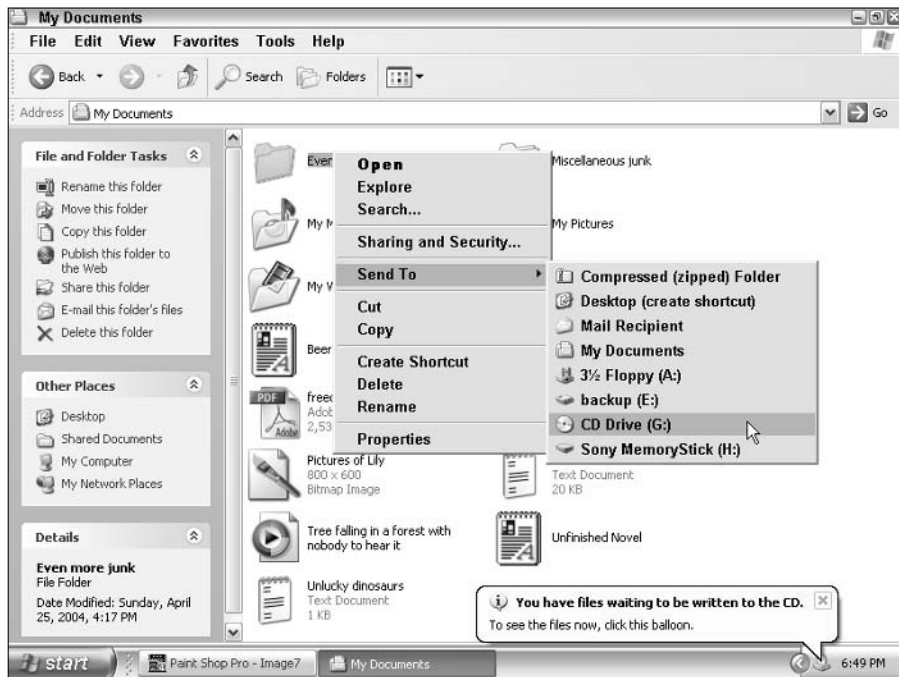 My Documents
File Edit View Favorites Tools Help
Back Search Folders
Address My Documents Go
File and Folder Tasks
Rename this folder
Move this folder
Copy this folder
Publish this folder to
the Web
Share this folder
E-mail this folder's files
Delete this folder
Other Places
Desktop
Shared Documents
My Computer
My Network Places
Details
Even more junk
File Folder
Date Modified: Sunday, April
25, 2004, 4:17 PM
Miscellaneous junk
My
My Pictures
My
Beer
PDF
Adobe
2,53
Pictures of Lily
800 x 600
Bitmap Image
Text Document
20 KB
Tree falling in a forest with
nobody to hear it
Unfinished Novel
Unlucky dinosaurs
Text Document
1 KB
Open
Explore
Search...
Sharing and Security...
Send To
Cut
Copy
Create Shortcut
Delete
Rename
Properties
Compressed (zipped) Folder
Desktop (create shortcut)
Mail Recipient
My Documents
3½ Floppy (A:)
backup (E:)
CD Drive (G:)
Sony MemoryStick (H:)
You have files waiting to be written to the CD.
To see the files now, click this balloon.
start Paint Shop Pro - Image7 My Documents 6:49 PM